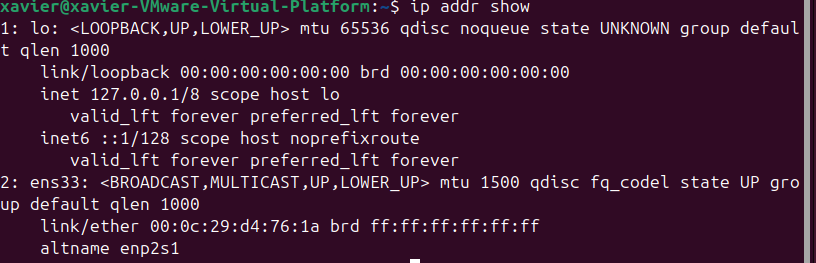 xavier@xavier-VMware-Virtual-Platform:~$ ip addr show
1: lo: <LOOPBACK,UP,LOWER_UP> mtu 65536 qdisc noqueue state UNKNOWN group defaul
t qlen 1000
    link/loopback 00:00:00:00:00:00 brd 00:00:00:00:00:00
    inet 127.0.0.1/8 scope host lo
       valid_lft forever preferred_lft forever
    inet6 ::1/128 scope host noprefixroute
       valid_lft forever preferred_lft forever
2: ens33: <BROADCAST,MULTICAST,UP,LOWER_UP> mtu 1500 qdisc fq_codel state UP gro
up default qlen 1000
    link/ether 00:0c:29:d4:76:1a brd ff:ff:ff:ff:ff:ff
    altname enp2s1